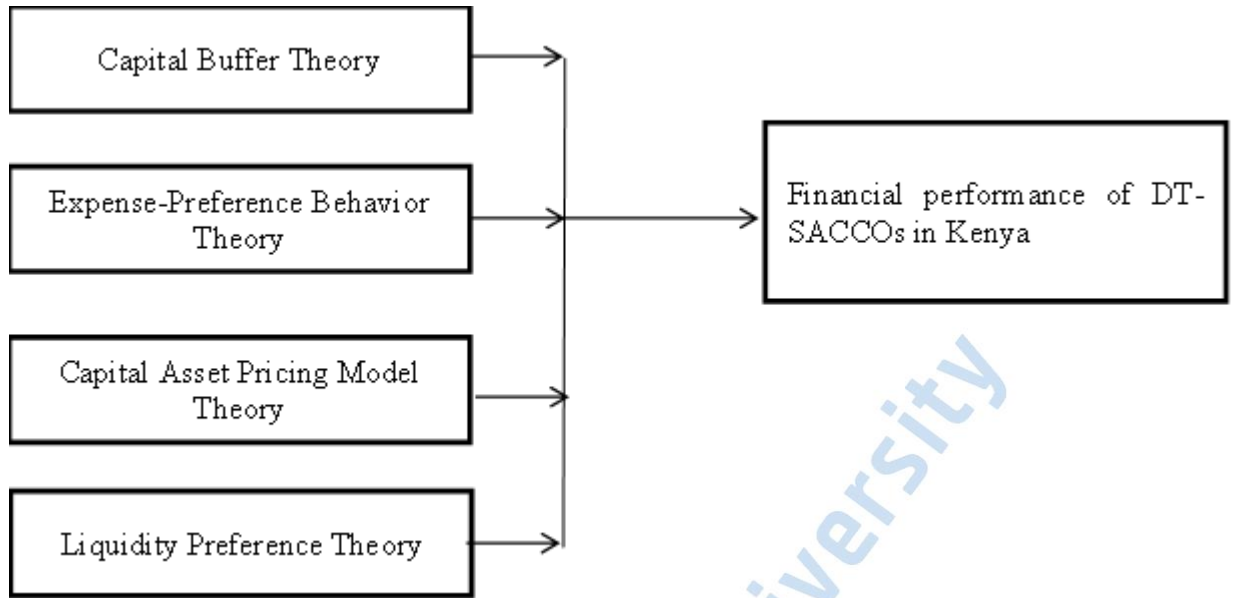 Capital Buffer Theory
Expense-Preference Behavior
Theory
Capital Asset Pricing Model
Theory
Liquidity Preference Theory
Financial performance of DT-
SACCOs in Kenya
versity